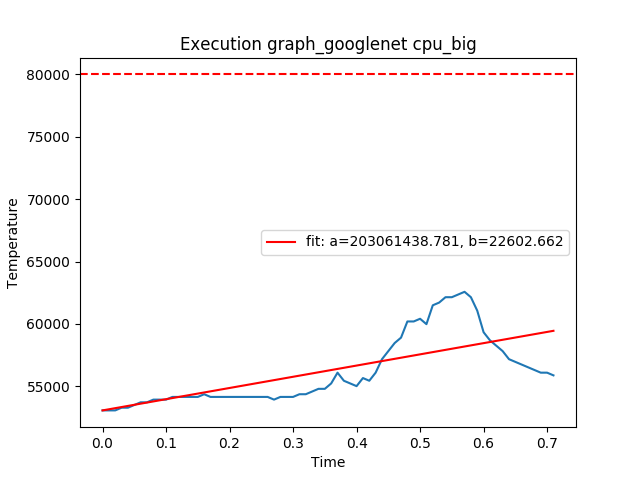 Execution graph_googlenet cpu_big
80000
75000
70000
65000
60000
55000
Temperature
fit: a=203061438.781, b=22602.662
0.0 0.1 0.2 0.3 0.4 0.5 0.6 0.7
Time